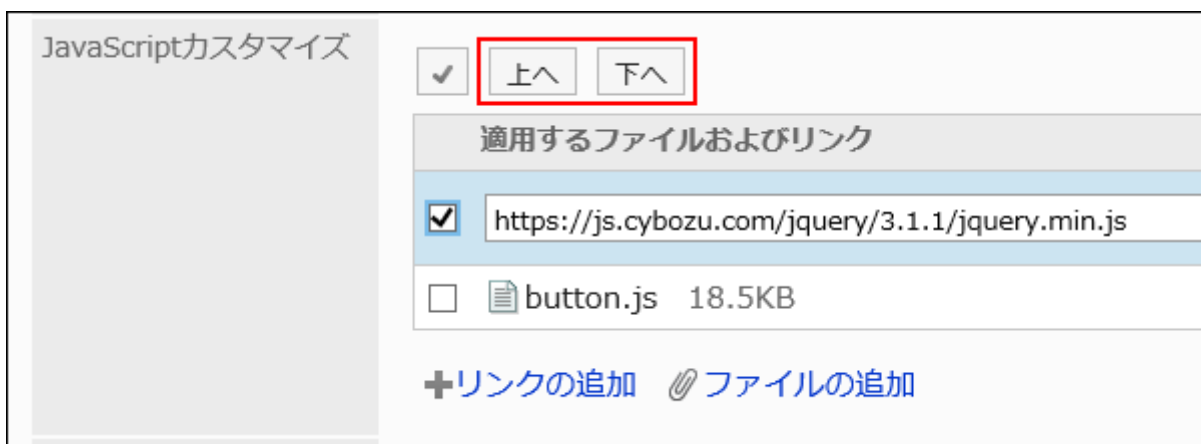 JavaScriptカスタマイズ
上へ 下へ
適用するファイルおよびリンク
https://js.cybozu.com/jquery/3.1.1/jquery.min.js
button.js 18.5KB
リンクの追加 ファイルの追加